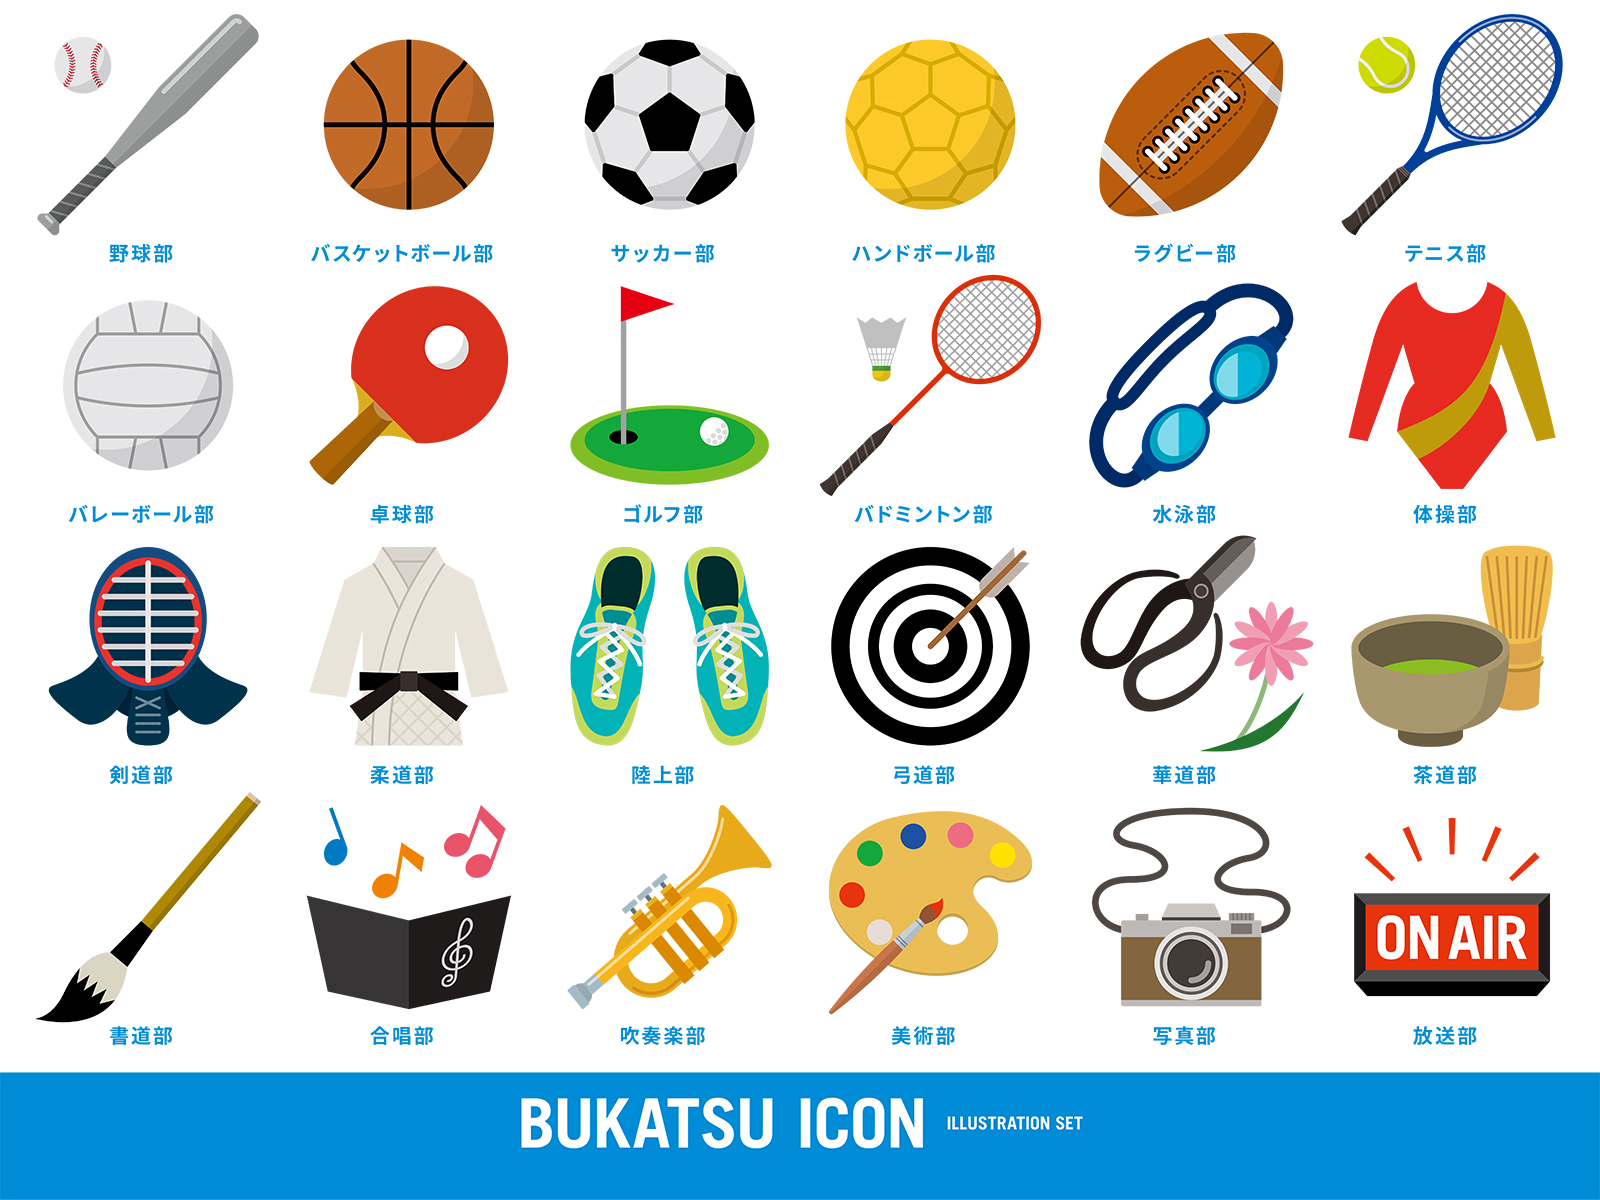 野球部
バスケットボール部
サッカー部
ハンドボール部
ラグビー部
テニス部
バレーボール部
卓球部
ゴルフ部
バドミントン部
水泳部
体操部
剣道部
柔道部
陸上部
弓道部
華道部
茶道部
ON AIR
書道部
合唱部
吹奏楽部
美術部
写真部
放送部
BUKATSU ICON ILLUSTRATION SET